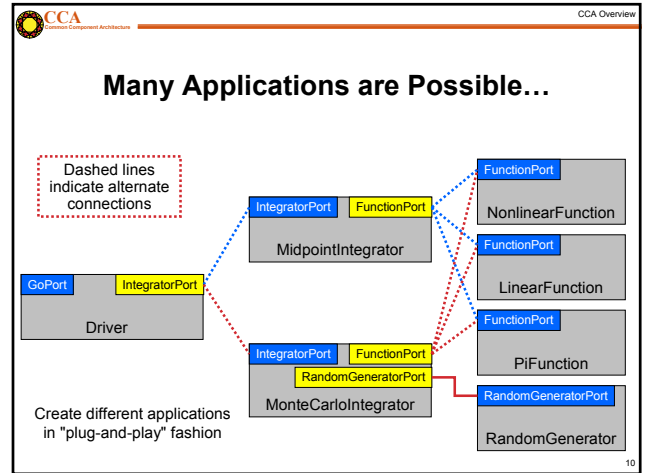 CCA
Common Component Architecture
CCA Overview
Many Applications are Possible…
Dashed lines
indicate alternate
connections
IntegratorPort
FunctionPort
MidpointIntegrator
FunctionPort
NonlinearFunction
FunctionPort
LinearFunction
GoPort
IntegratorPort
Driver
FunctionPort
PiFunction
IntegratorPort
FunctionPort
RandomGeneratorPort
MonteCarloIntegrator
RandomGeneratorPort
RandomGenerator
Create different applications
in "plug-and-play" fashion
10